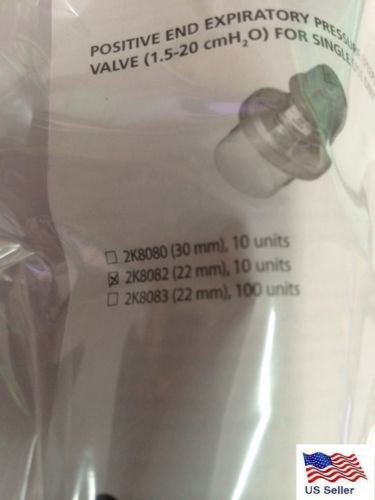 POSITIVE END EXPIRATORY PRESSURE
VALVE (1.5-20 cmH₂O) FOR SINGLE
2K8080 (30 mm), 10 units
2K8082 (22 mm), 10 units
2K8083 (22 mm), 100 units
US Seller